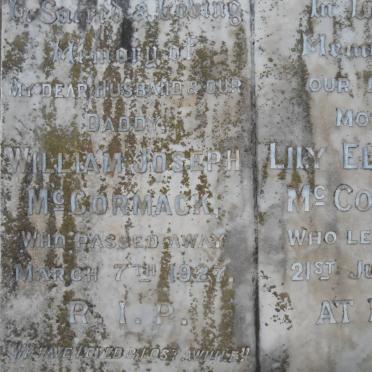 In Sacred & Loving
Memory of
My Dear Husband & Our
Daddy
William Joseph
McCormack
Who Passed Away
March 7th 1927
R.I.P.
In L
Mem
Our
Mo
Lily El
McCo
Who Le
21st Ju
At